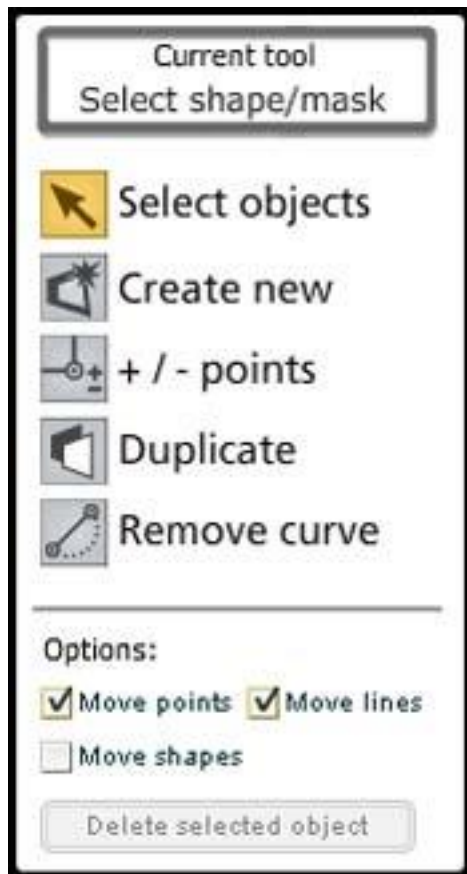 Current tool
Select shape/mask
Select objects
Create new
+ / - points
Duplicate
Remove curve
Options:
Move points Move lines
Move shapes
Delete selected object